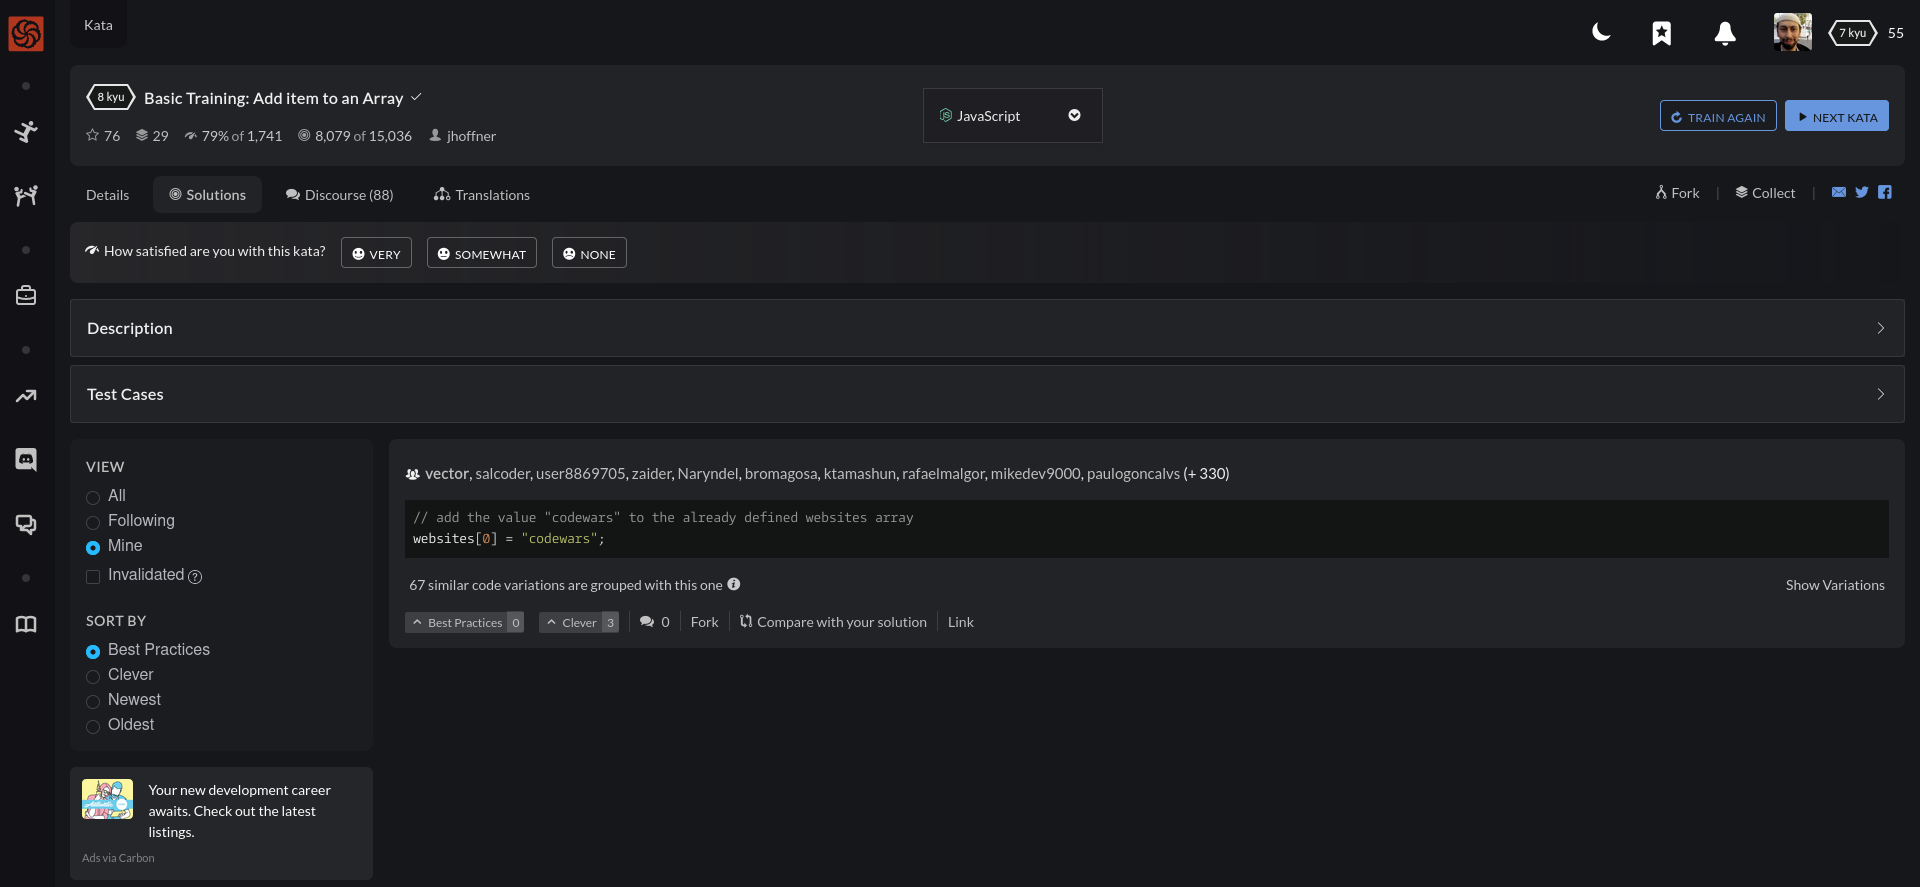 Kata
7 kyu 55
8 kyu Basic Training: Add item to an Array
76 29 79% of 1,741 8,079 of 15,036 jhoffner
JavaScript
TRAIN AGAIN NEXT KATA
Details Solutions Discourse (88) Translations
Fork | Collect |
How satisfied are you with this kata? VERY SOMEWHAT NONE
Description
Test Cases
VIEW
All
Following
Mine
Invalidated ?
SORT BY
Best Practices
Clever
Newest
Oldest
Your new development career
awaits. Check out the latest
listings.
Ads via Carbon
vector, salcoder, user8869705, zaider, Naryndel, bromagosa, ktamashun, rafaelmalgor, mikedev9000, paulogoncalvs (+ 330)
// add the value "codewars" to the already defined websites array
websites[0] = "codewars";
67 similar code variations are grouped with this one
Show Variations
Best Practices 0 Clever 3 0 Fork Compare with your solution Link